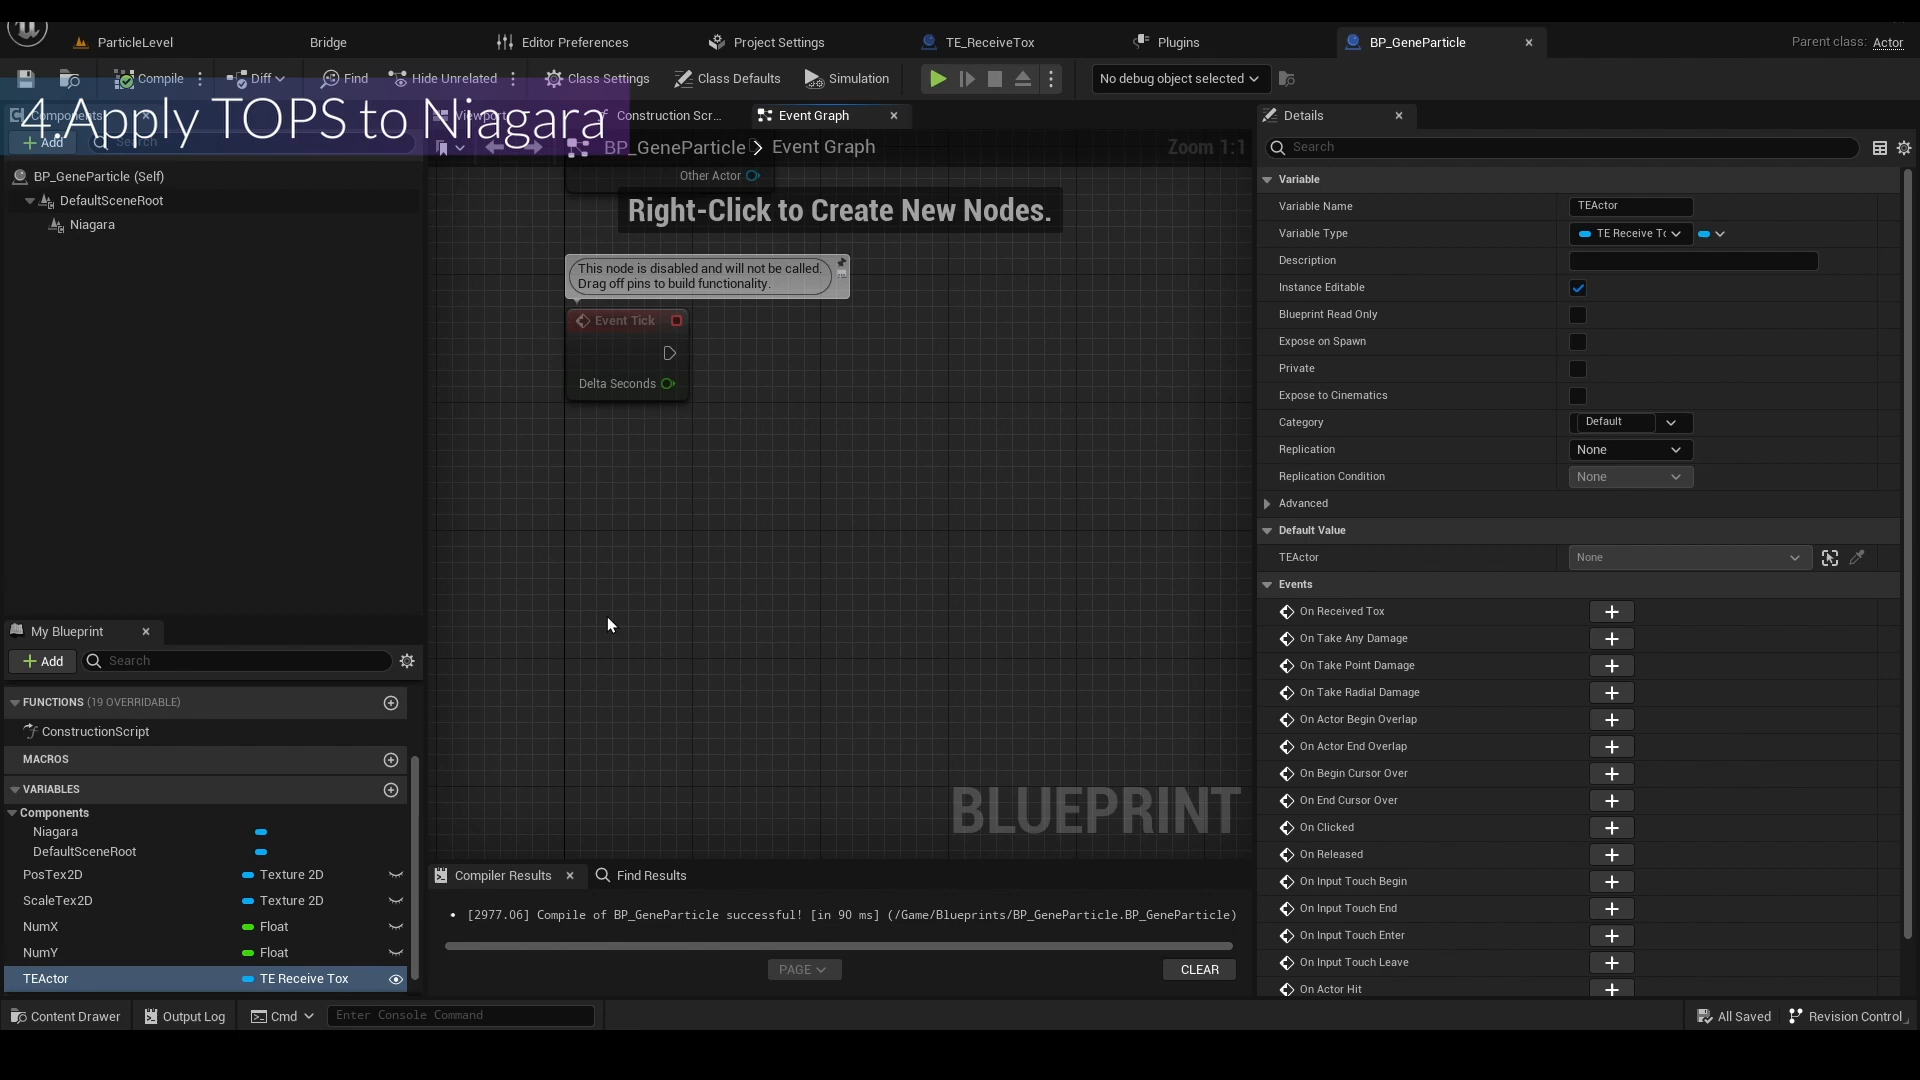 ParticleLevel
Bridge
Editor Preferences
Project Settings
TE_ReceiveTox
Plugins
BP_GeneParticle
Parent class: Actor
Compile
Diff
Find
Hide Unrelated
Class Settings
Class Defaults
Simulation
No debug object selected
4.Apply TOPS to Niagara
Components
Viewport
Construction Scr...
Event Graph
Details
Add
Search
BP_GeneParticle > Event Graph
Zoom 1:1
Search
BP_GeneParticle (Self)
DefaultSceneRoot
Niagara
Other Actor
Right-Click to Create New Nodes.
This node is disabled and will not be called.
Drag off pins to build functionality.
Event Tick
Delta Seconds
BLUEPRINT
Variable
Variable Name
TEActor
Variable Type
TE Receive To
Description
Instance Editable
Blueprint Read Only
Expose on Spawn
Private
Expose to Cinematics
Category
Default
Replication
None
Replication Condition
None
Advanced
Default Value
TEActor
None
Events
On Received Tox
On Take Any Damage
On Take Point Damage
On Take Radial Damage
On Actor Begin Overlap
On Actor End Overlap
On Begin Cursor Over
On End Cursor Over
On Clicked
On Released
On Input Touch Begin
On Input Touch End
On Input Touch Enter
On Input Touch Leave
On Actor Hit
My Blueprint
Add
Search
FUNCTIONS (19 OVERRIDABLE)
ConstructionScript
MACROS
VARIABLES
Components
Niagara
DefaultSceneRoot
PosTex2D
Texture 2D
ScaleTex2D
Texture 2D
NumX
Float
NumY
Float
TEActor
TE Receive Tox
Compiler Results
Find Results
[2977.06] Compile of BP_GeneParticle successful! [in 90 ms] (/Game/Blueprints/BP_GeneParticle.BP_GeneParticle)
PAGE
CLEAR
Content Drawer
Output Log
Cmd
Enter Console Command
All Saved
Revision Control